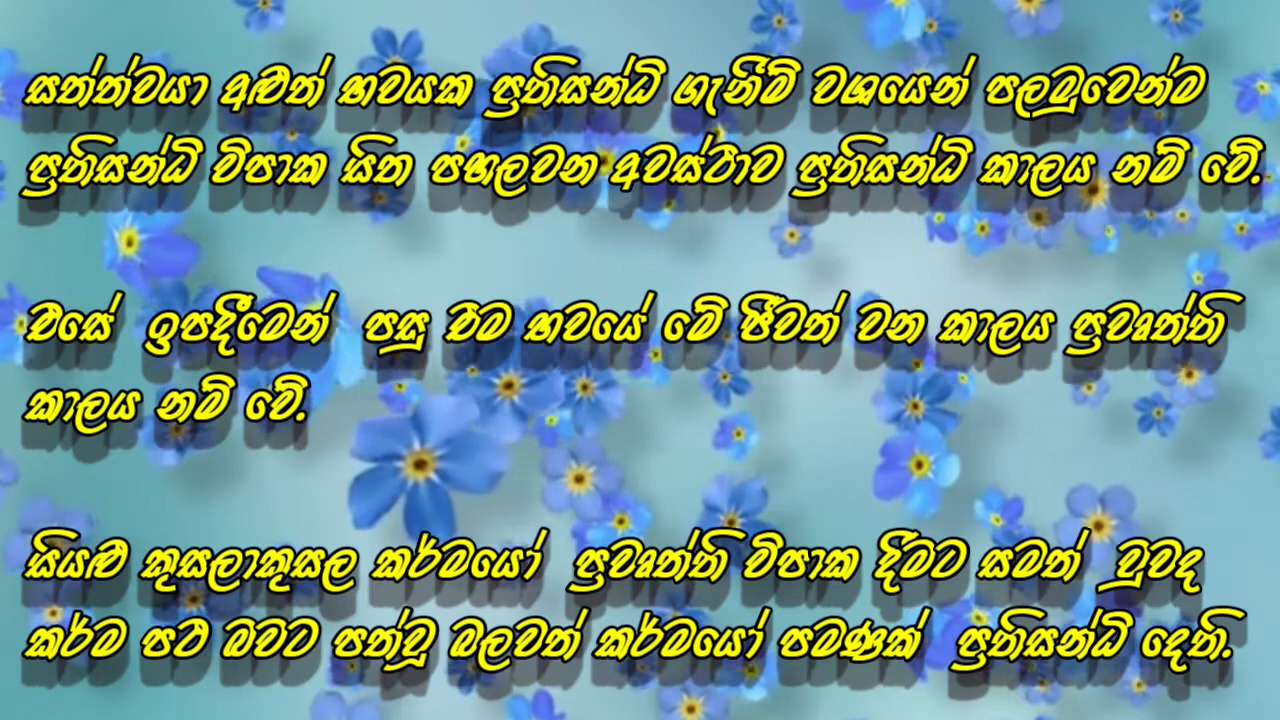 සත්ත්වයා අළුත් භවයක ප්‍රතිසන්ධි ගැනීම් වශයෙන් පලමුවෙන්ම
ප්‍රතිසන්ධි විපාක සිත පහලවන අවස්ථාව ප්‍රතිසන්ධි කාලය නම් වේ.
එසේ ඉපදීමෙන් පසු එම භවයේ මේ ජීවත් වන කාලය ප්‍රවෘත්ති
කාලය නම් වේ.
සියළු කුසලාකුසල කර්මයෝ ප්‍රවෘත්ති විපාක දීමට සමත් වුවද
කර්ම පථ බවට පත්වූ බලවත් කර්මයෝ පමණක් ප්‍රතිසන්ධි දෙති.